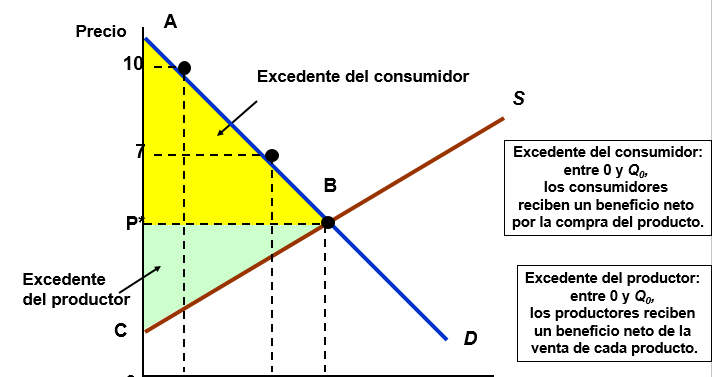 Precio
A
10
Excedente del consumidor
S
7
Excedente del consumidor:
entre 0 y Q0,
los consumidores
reciben un beneficio neto
por la compra del producto.
B
P*
Excedente
del productor
Excedente del productor:
entre 0 y Q0,
los productores reciben
un beneficio neto de la
venta de cada producto.
C
D